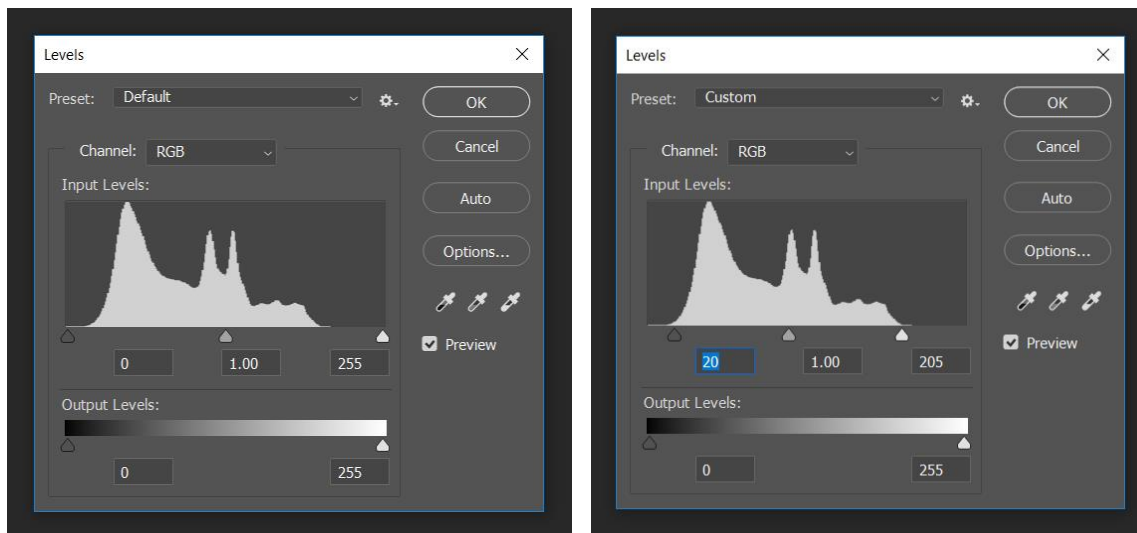 Levels
Preset: Default
OK
Channel: RGB
Cancel
Input Levels:
Auto
Options...
Preview
0 1.00 255
Output Levels:
0 255
Levels
Preset: Custom
OK
Channel: RGB
Cancel
Input Levels:
Auto
Options...
Preview
20 1.00 205
Output Levels:
0 255